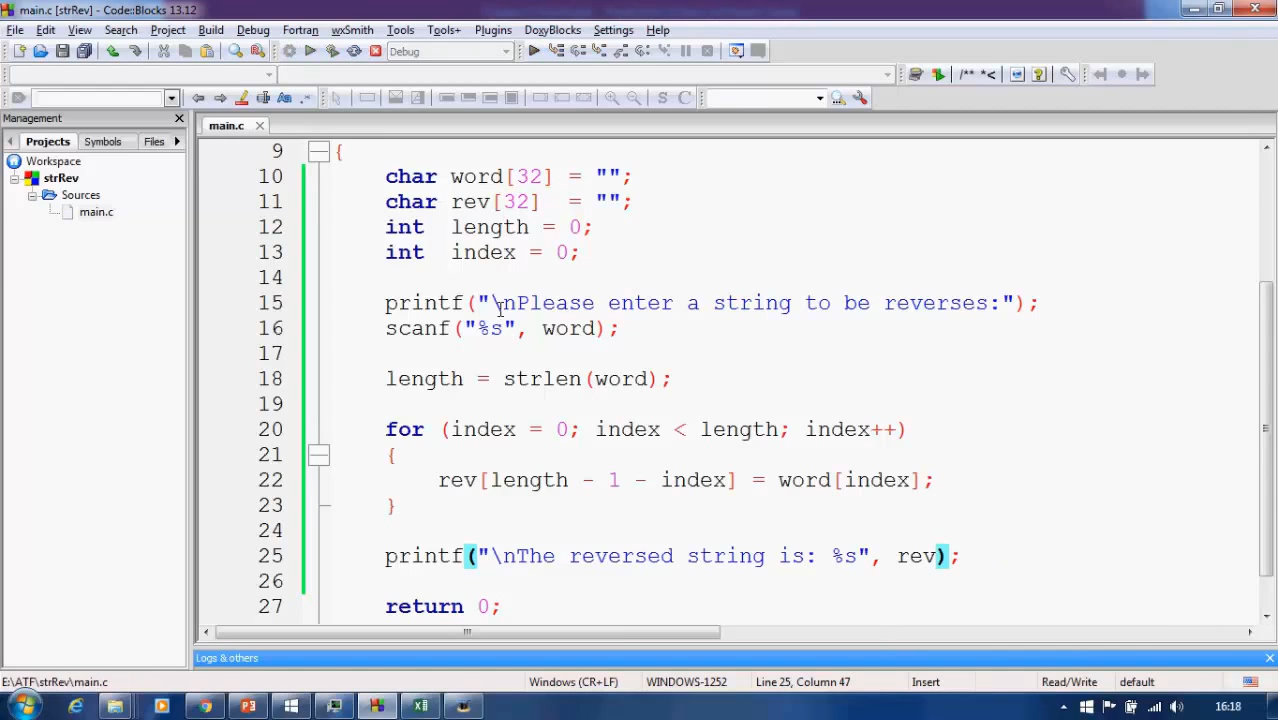 main.c [strRev] - Code::Blocks 13.12
File Edit View Search Project Build Debug Fortran wxSmith Tools Tools+ Plugins DoxyBlocks Settings Help
Debug
/** *<
S C
Management
main.c
Projects Symbols Files
Workspace
strRev
Sources
main.c
9 {
10 char word[32] = "";
11 char rev[32] = "";
12 int length = 0;
13 int index = 0;
14
15 printf("\nPlease enter a string to be reverses:");
16 scanf("%s", word);
17
18 length = strlen(word);
19
20 for (index = 0; index < length; index++)
21 {
22 rev[length - 1 - index] = word[index];
23 }
24
25 printf("\nThe reversed string is: %s", rev);
26
27 return 0;
Logs & others
E:\ATF\strRev\main.c Windows (CR+LF) WINDOWS-1252 Line 25, Column 47 Insert Read/Write default
16:18